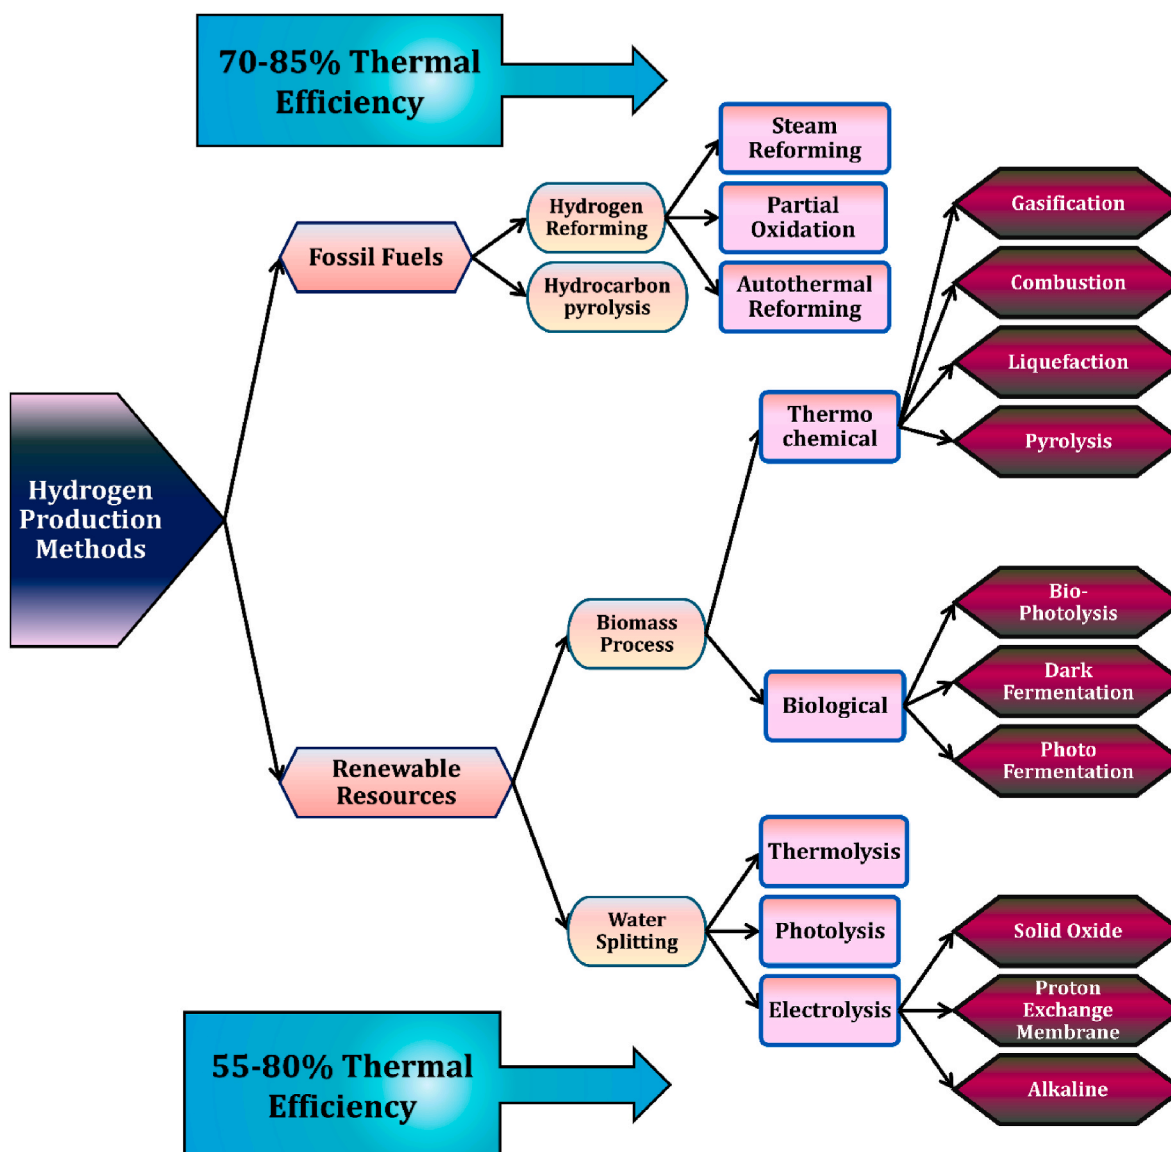 70-85% Thermal
Efficiency
Steam
Reforming
Hydrogen
Reforming
Partial
Oxidation
Gasification
Fossil Fuels
Hydrocarbon
pyrolysis
Autothermal
Reforming
Combustion
Liquefaction
Thermo
chemical
Pyrolysis
Hydrogen
Production
Methods
Biomass
Process
Bio-
Photolysis
Biological
Dark
Fermentation
Photo
Fermentation
Renewable
Resources
Thermolysis
Water
Splitting
Photolysis
Solid Oxide
Electrolysis
Proton
Exchange
Membrane
Alkaline
55-80% Thermal
Efficiency